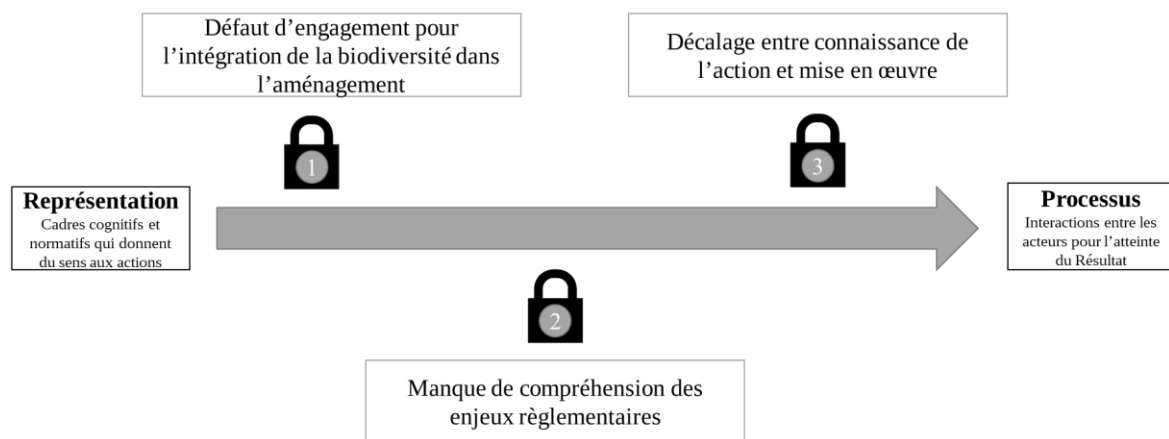 Défaut d’engagement pour
l’intégration de la biodiversité dans
l’aménagement
Décalage entre connaissance de
l’action et mise en œuvre
1
3
Représentation
Cadres cognitifs et
normatifs qui donnent
du sens aux actions
Processus
Interactions entre les
acteurs pour l’atteinte
du Résultat
2
Manque de compréhension des
enjeux règlementaires